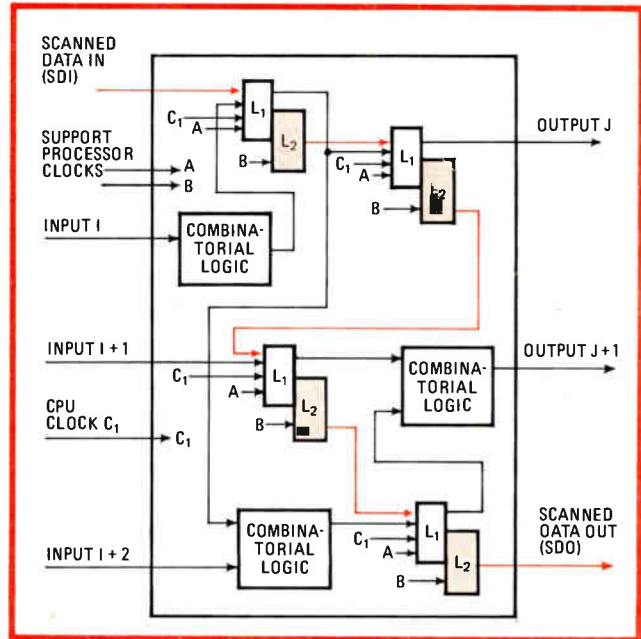 SCANNED
DATA IN
(SDI)
C₁
A
L₁
B
L₂
C₁
A
L₁
OUTPUT J
SUPPORT
PROCESSOR
CLOCKS
A
B
B
INPUT I
COMBINA-
TORIAL
LOGIC
INPUT I + 1
C₁
A
L₁
COMBINA-
TORIAL
LOGIC
OUTPUT J + 1
CPU
CLOCK C₁
C₁
B
L₂
INPUT I + 2
COMBINA-
TORIAL
LOGIC
C₁
A
L₁
B
L₂
SCANNED
DATA OUT
(SDO)